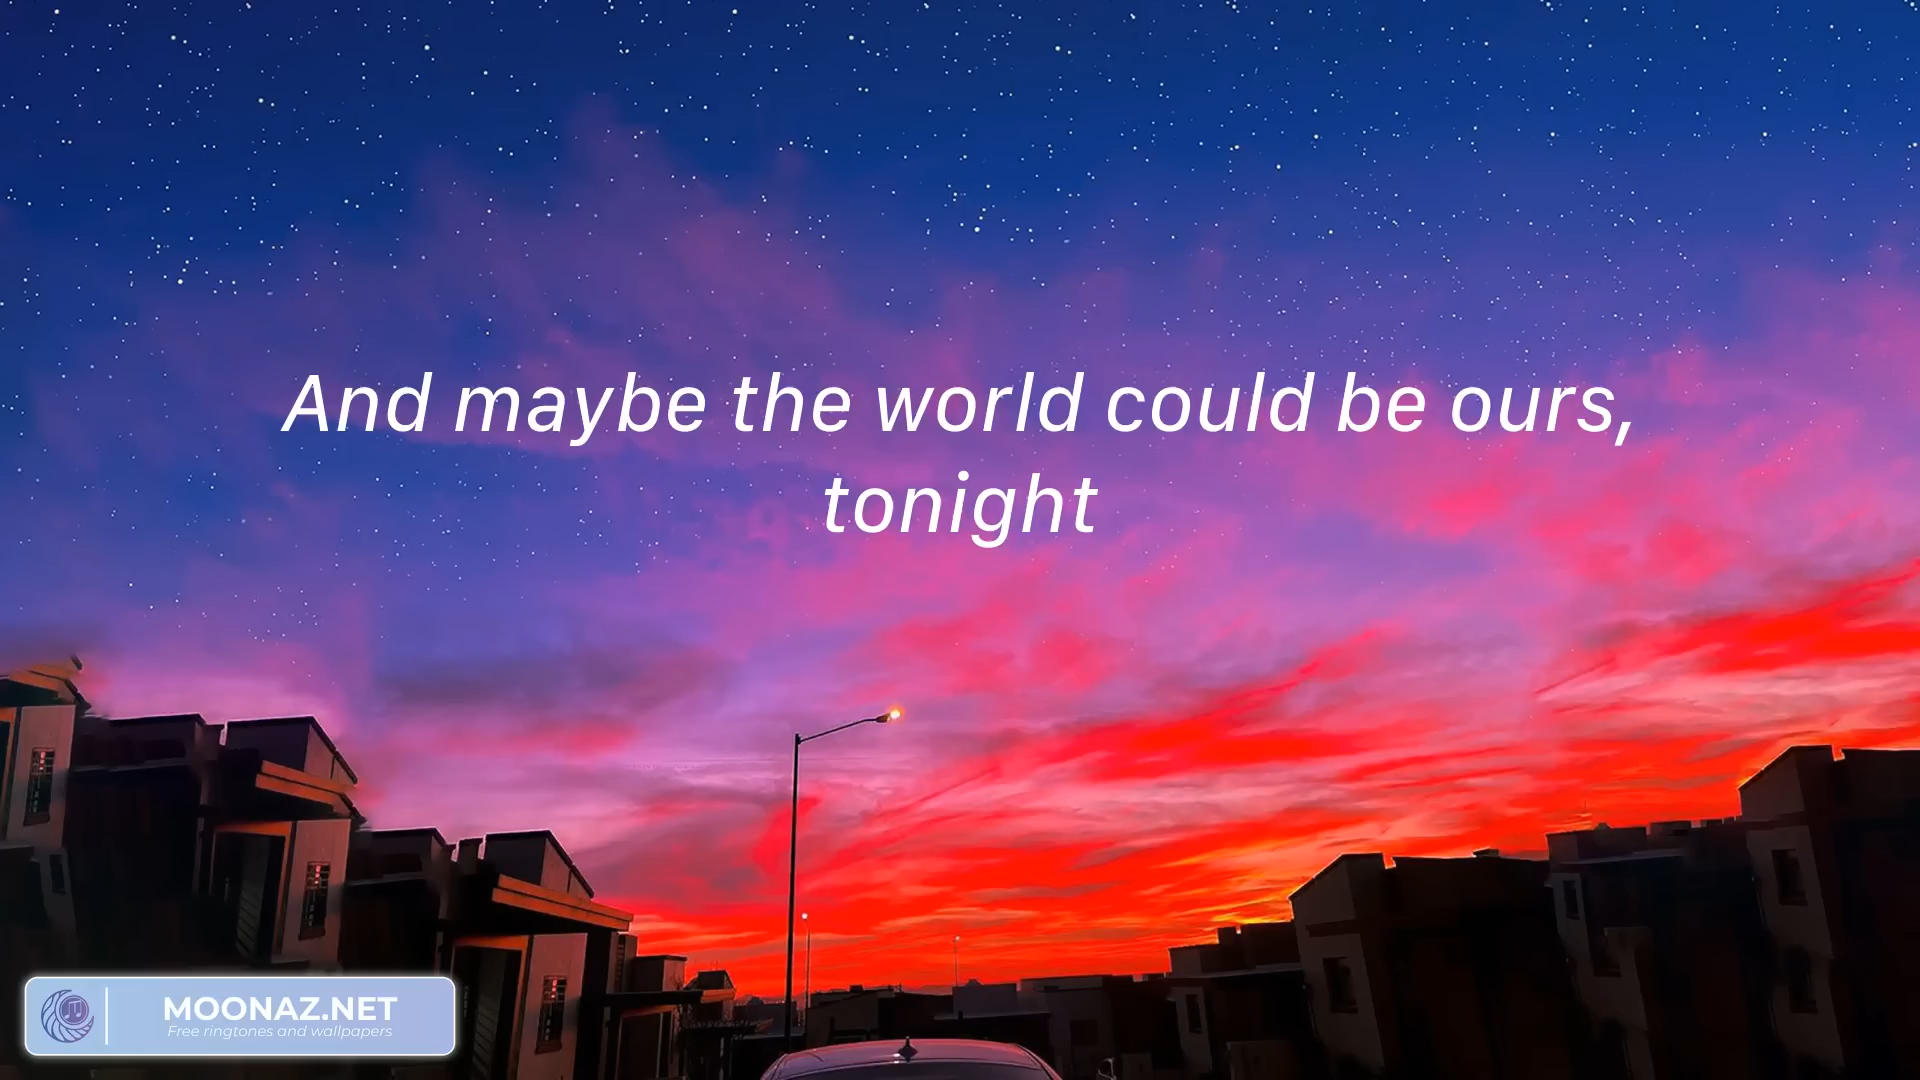 And maybe the world could be ours,
tonight
MOONAZ.NET
Free ringtones and wallpapers